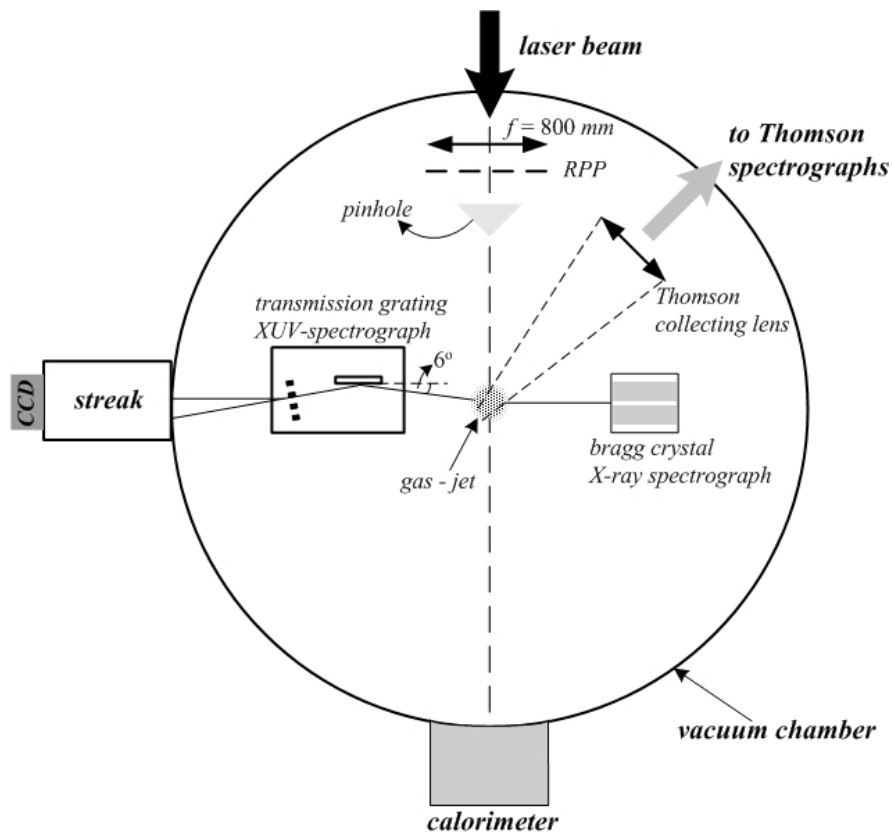 laser beam
f = 800 mm
to Thomson
spectrographs
RPP
pinhole
transmission grating
XUV-spectrograph
Thomson
collecting lens
6º
CCD
streak
bragg crystal
X-ray spectrograph
gas - jet
vacuum chamber
calorimeter